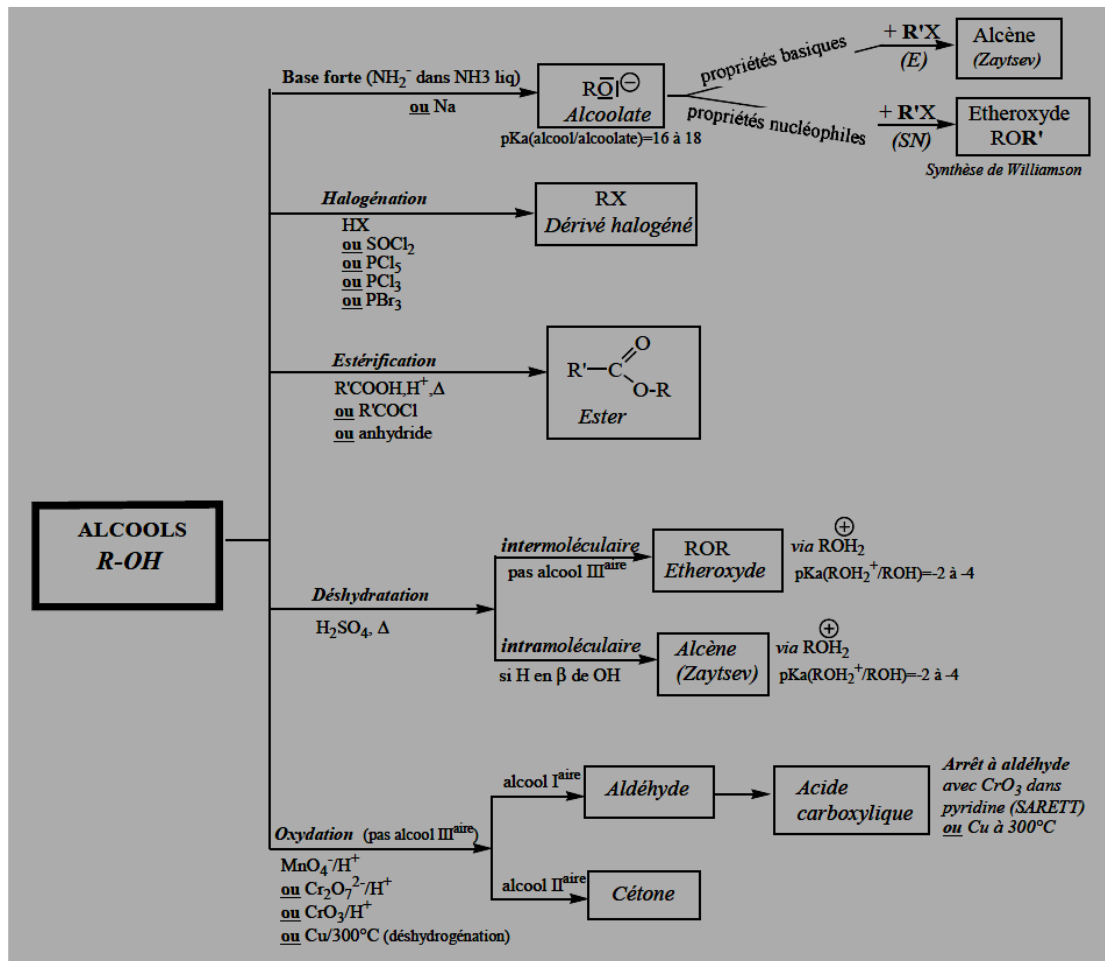 Base forte (NH₂⁻ dans NH3 liq)
ou Na
RO|⊖
Alcoolate
pKa(alcool/alcoolate)=16 à 18
propriétés basiques
+ R'X
(E)
Alcène
(Zaytsev)
propriétés nucléophiles
+ R'X
(SN)
Etheroxyde
ROR'
Synthèse de Williamson
Halogénation
HX
ou SOCl₂
ou PCl₅
ou PCl₃
ou PBr₃
RX
Dérivé halogéné
Estérification
R'COOH,H⁺,Δ
ou R'COCl
ou anhydride
O
R'—C
O-R
Ester
ALCOOLS
R-OH
Déshydratation
H₂SO₄, Δ
intermoléculaire
pas alcool IIIaire
ROR
Etheroxyde
⊕
via ROH₂
pKa(ROH₂⁺/ROH)=-2 à -4
intramoléculaire
si H en β de OH
Alcène
(Zaytsev)
⊕
via ROH₂
pKa(ROH₂⁺/ROH)=-2 à -4
Oxydation (pas alcool IIIaire)
MnO₄⁻/H⁺
ou Cr₂O₇²⁻/H⁺
ou CrO₃/H⁺
ou Cu/300°C (déshydrogénation)
alcool Iaire
Aldéhyde
Acide
carboxylique
Arrêt à aldéhyde
avec CrO₃ dans
pyridine (SARETT)
ou Cu à 300°C
alcool IIaire
Cétone